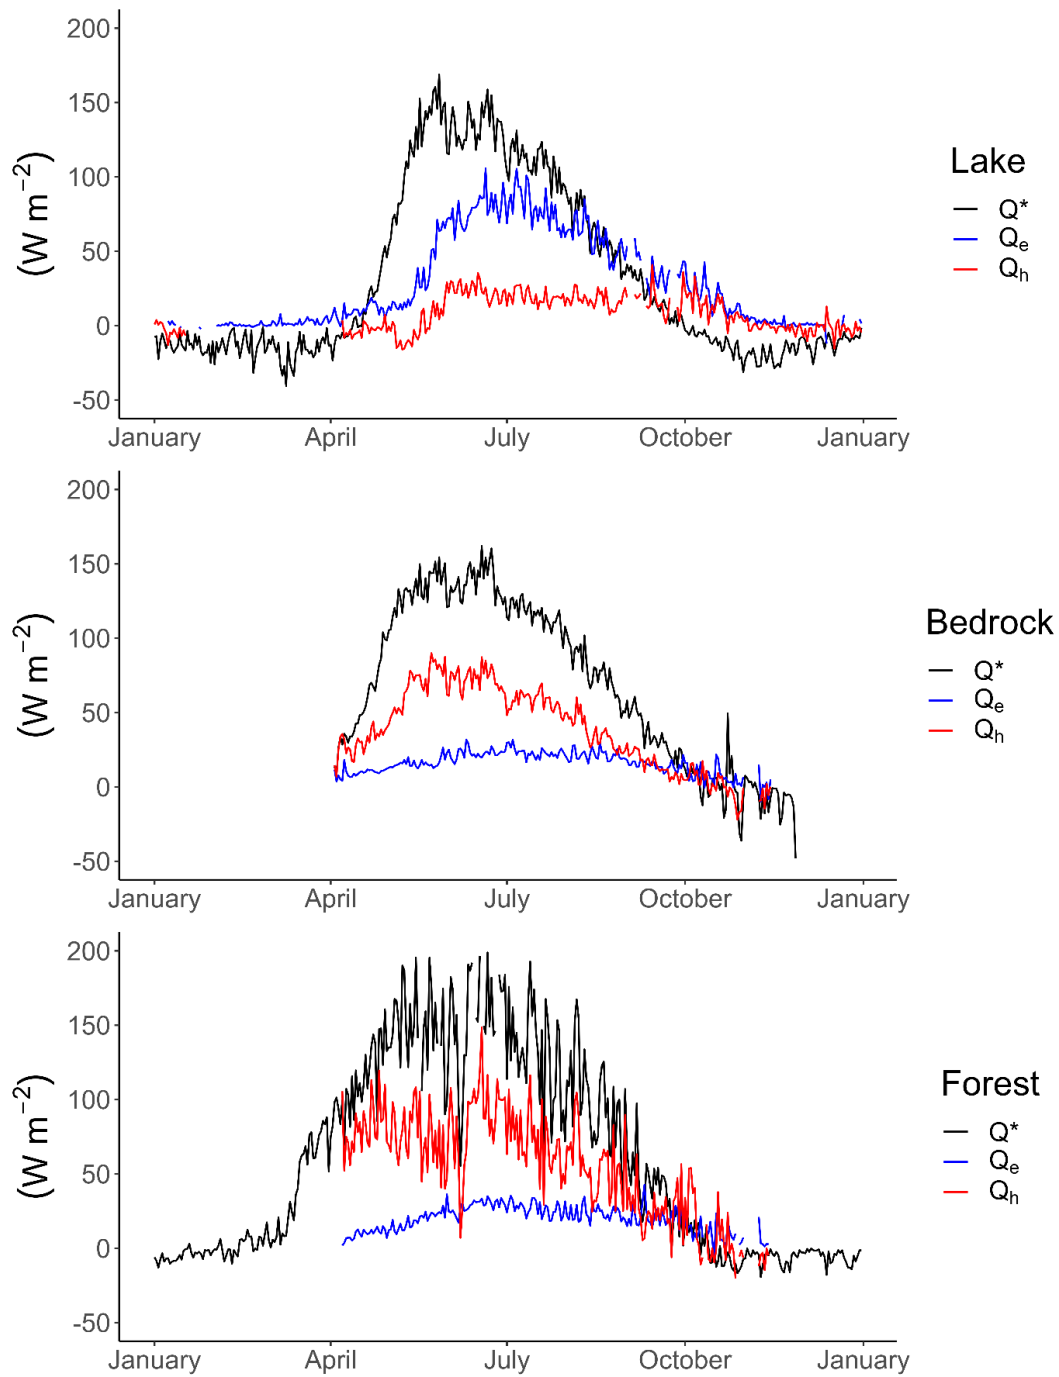 200
150
100
50
0
-50
(W m⁻²)
January April July October January
Lake
Q*
Qₑ
Qₕ
200
150
100
50
0
-50
(W m⁻²)
January April July October January
Bedrock
Q*
Qₑ
Qₕ
200
150
100
50
0
-50
(W m⁻²)
January April July October January
Forest
Q*
Qₑ
Qₕ